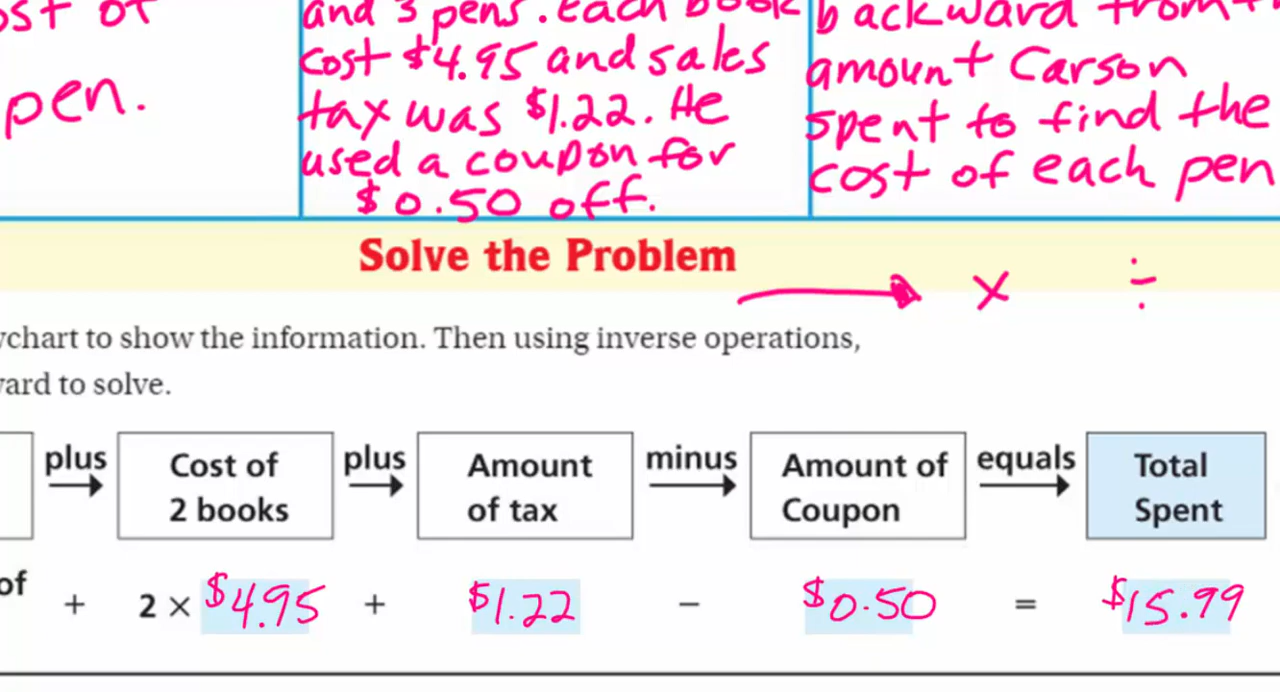 ost of
pen.
and 3 pens. Each book
cost $4.95 and sales
tax was $1.22. He
used a coupon for
$0.50 off.
backward from
amount Carson
spent to find the
cost of each pen
Solve the Problem
× ÷
chart to show the information. Then using inverse operations,
ard to solve.
plus
Cost of
2 books
plus
Amount
of tax
minus
Amount of
Coupon
equals
Total
Spent
of
+ 2 × $4.95 + $1.22 − $0.50 = $15.99